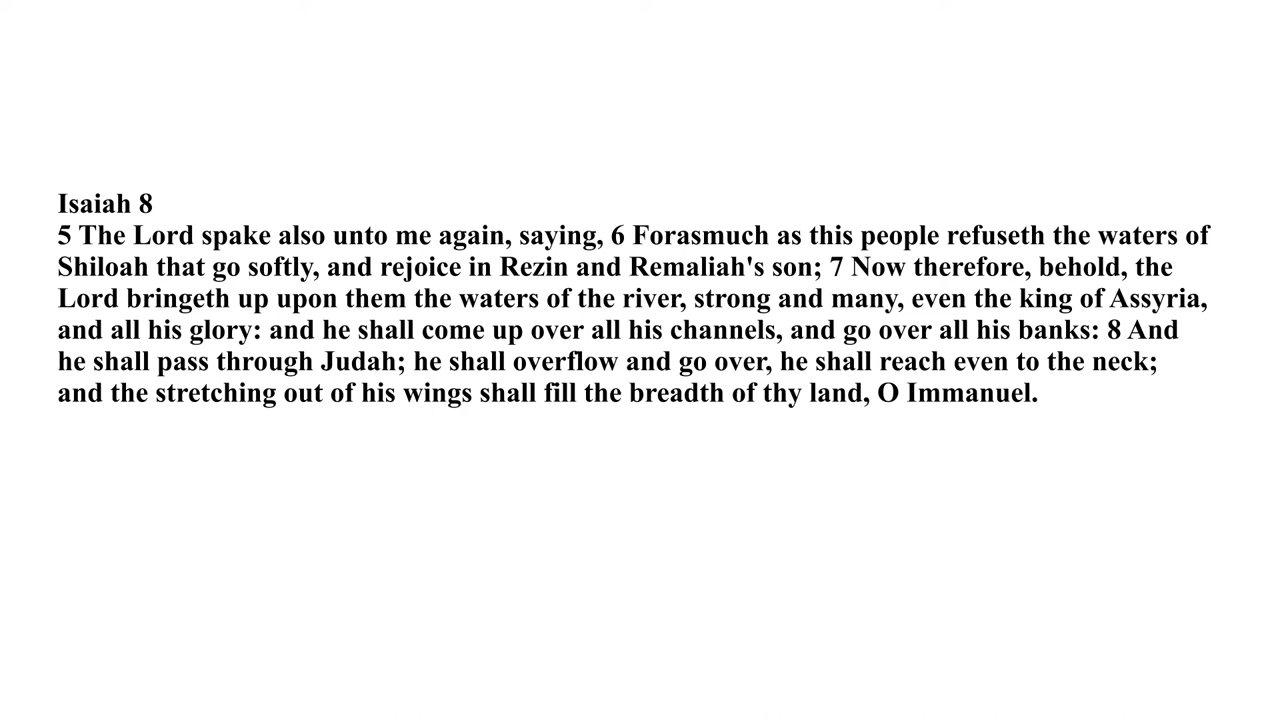 Isaiah 8
5 The Lord spake also unto me again, saying, 6 Forasmuch as this people refuseth the waters of
Shiloah that go softly, and rejoice in Rezin and Remaliah's son; 7 Now therefore, behold, the
Lord bringeth up upon them the waters of the river, strong and many, even the king of Assyria,
and all his glory: and he shall come up over all his channels, and go over all his banks: 8 And
he shall pass through Judah; he shall overflow and go over, he shall reach even to the neck;
and the stretching out of his wings shall fill the breadth of thy land, O Immanuel.